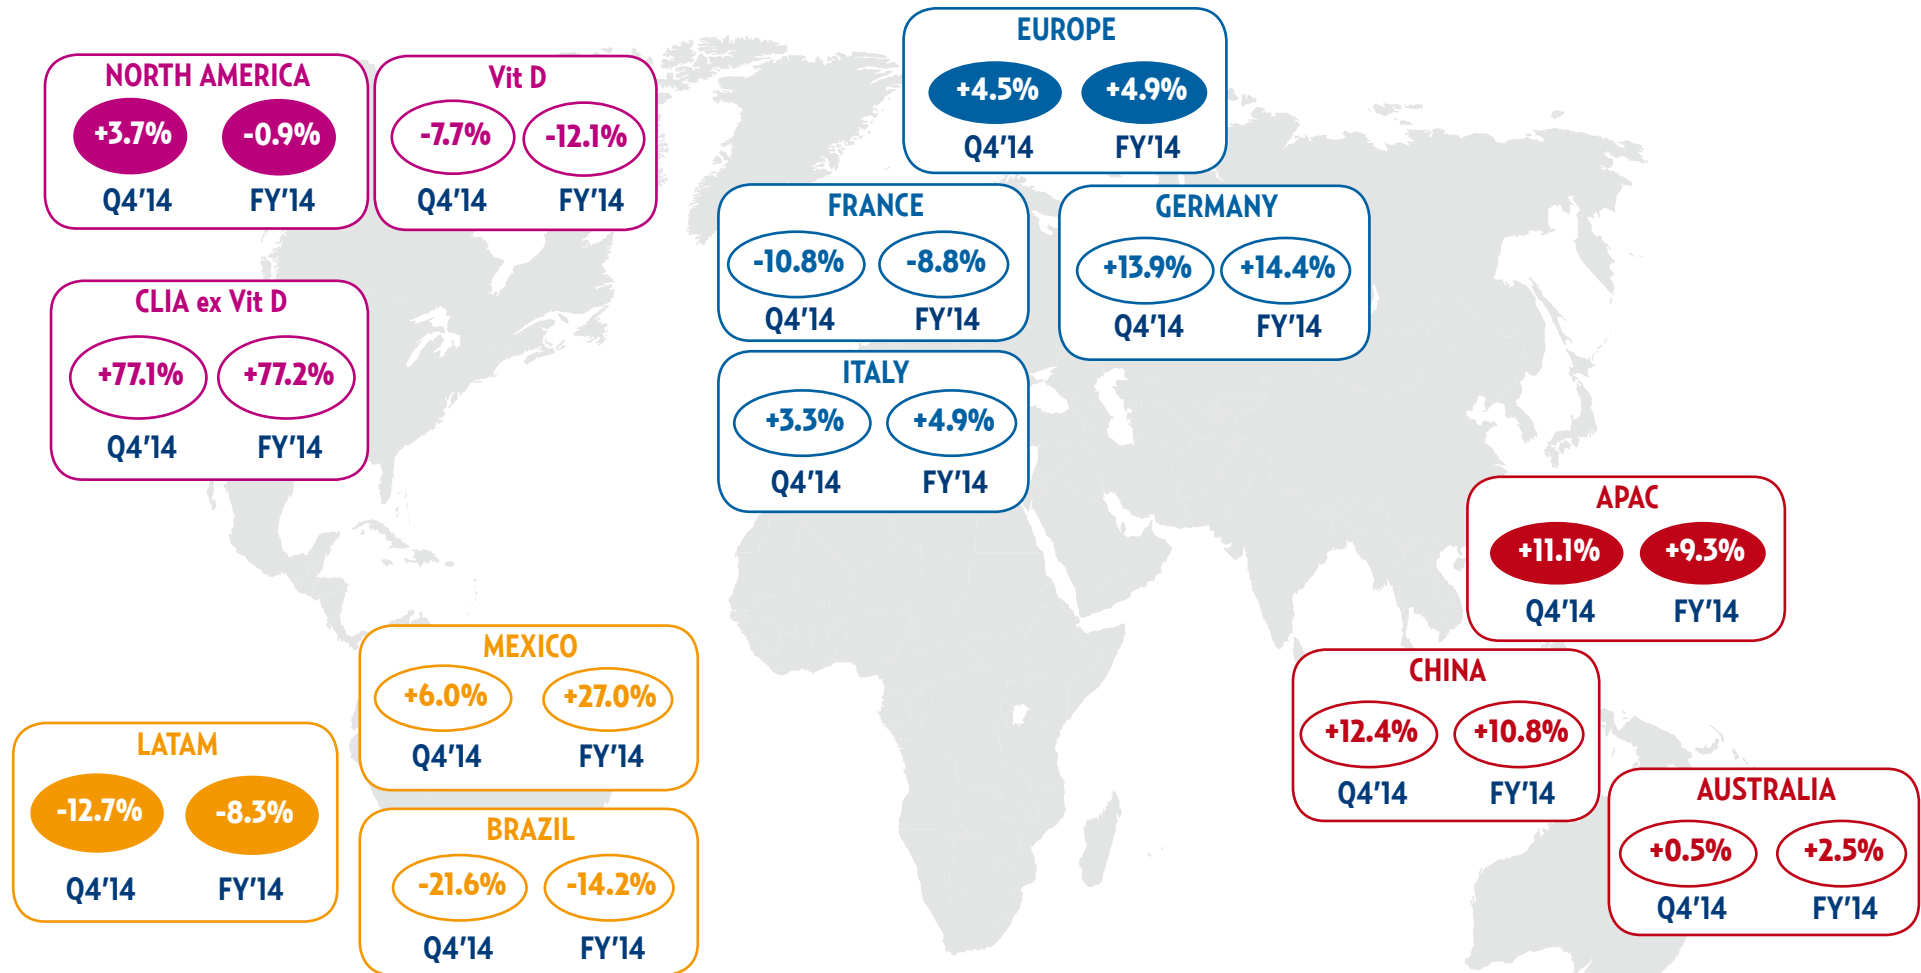 NORTH AMERICA
+3.7% -0.9%
Q4'14 FY'14
Vit D
-7.7% -12.1%
Q4'14 FY'14
CLIA ex Vit D
+77.1% +77.2%
Q4'14 FY'14
EUROPE
+4.5% +4.9%
Q4'14 FY'14
FRANCE
-10.8% -8.8%
Q4'14 FY'14
GERMANY
+13.9% +14.4%
Q4'14 FY'14
ITALY
+3.3% +4.9%
Q4'14 FY'14
APAC
+11.1% +9.3%
Q4'14 FY'14
CHINA
+12.4% +10.8%
Q4'14 FY'14
AUSTRALIA
+0.5% +2.5%
Q4'14 FY'14
MEXICO
+6.0% +27.0%
Q4'14 FY'14
LATAM
-12.7% -8.3%
Q4'14 FY'14
BRAZIL
-21.6% -14.2%
Q4'14 FY'14